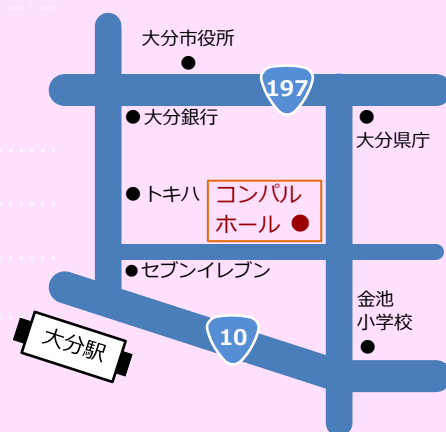 大分市役所
197
大分銀行
大分県庁
トキハ
コンパル
ホール
セブンイレブン
金池
小学校
10
大分駅